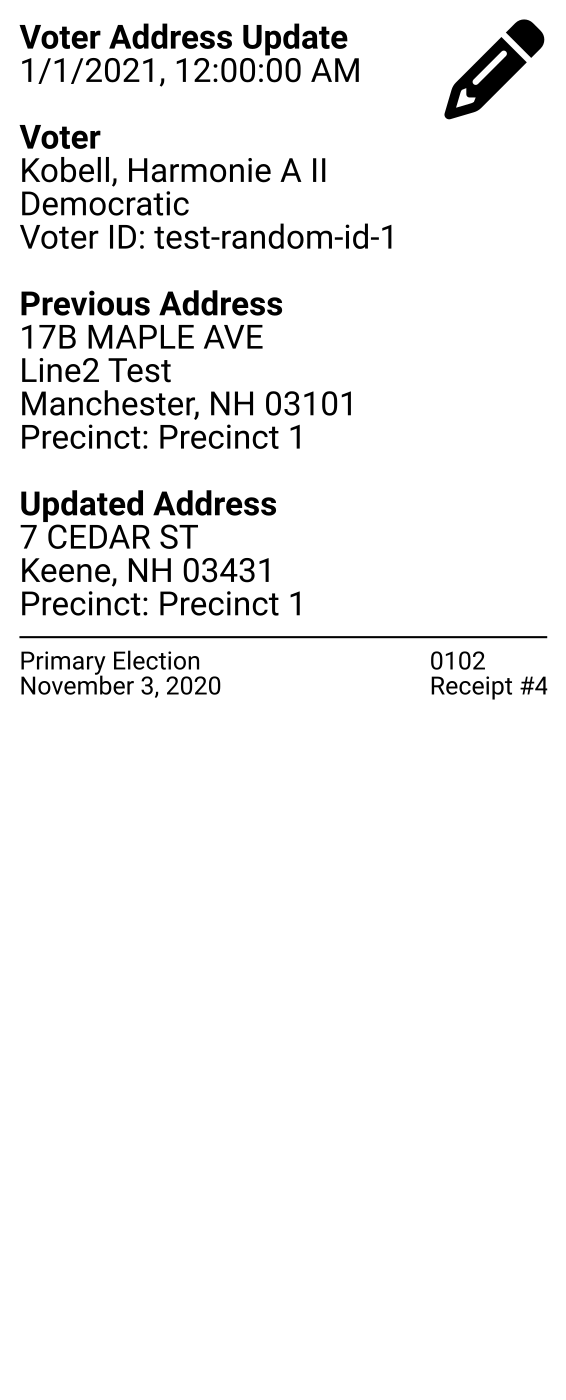 Voter Address Update
1/1/2021, 12:00:00 AM
Voter
Kobell, Harmonie A II
Democratic
Voter ID: test-random-id-1
Previous Address
17B MAPLE AVE
Line2 Test
Manchester, NH 03101
Precinct: Precinct 1
Updated Address
7 CEDAR ST
Keene, NH 03431
Precinct: Precinct 1
Primary Election 0102
November 3, 2020 Receipt #4